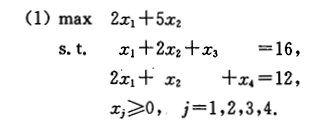 (1) max 2x₁+5x₂
s.t. x₁+2x₂+x₃ =16,
2x₁+ x₂ +x₄=12,
xⱼ⩾0, j=1,2,3,4.